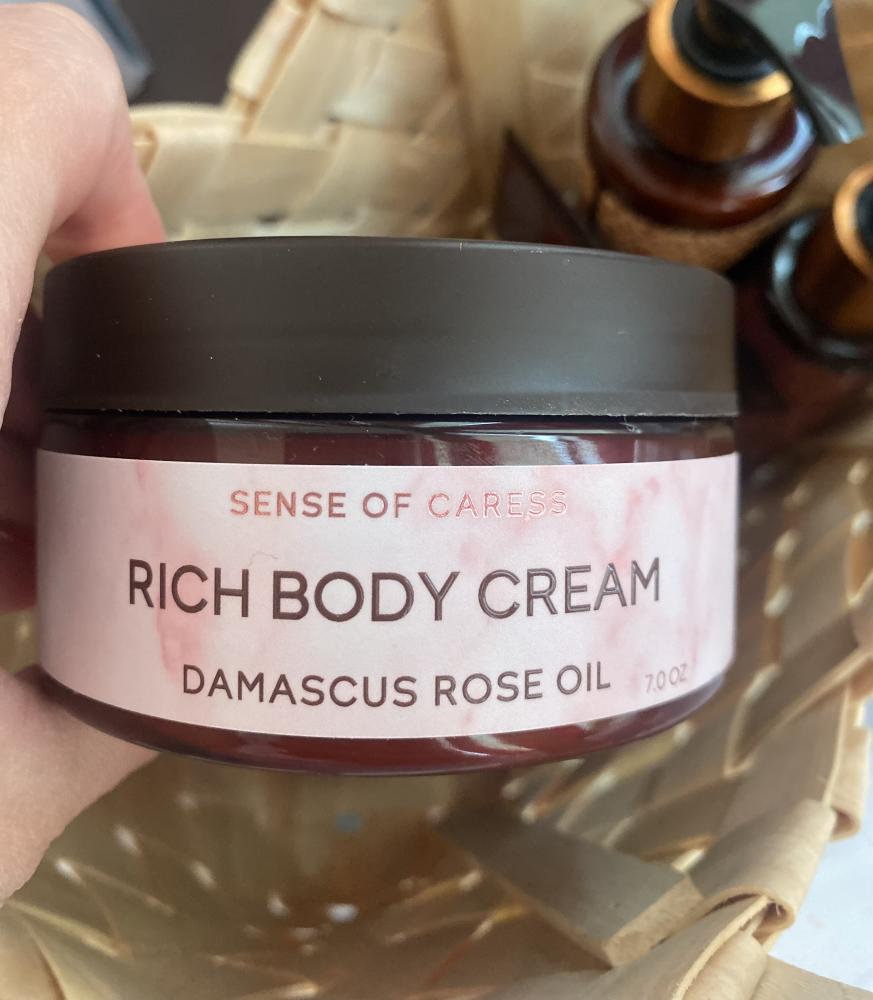 SENSE OF CARESS
RICH BODY CREAM
DAMASCUS ROSE OIL 7.0 OZ